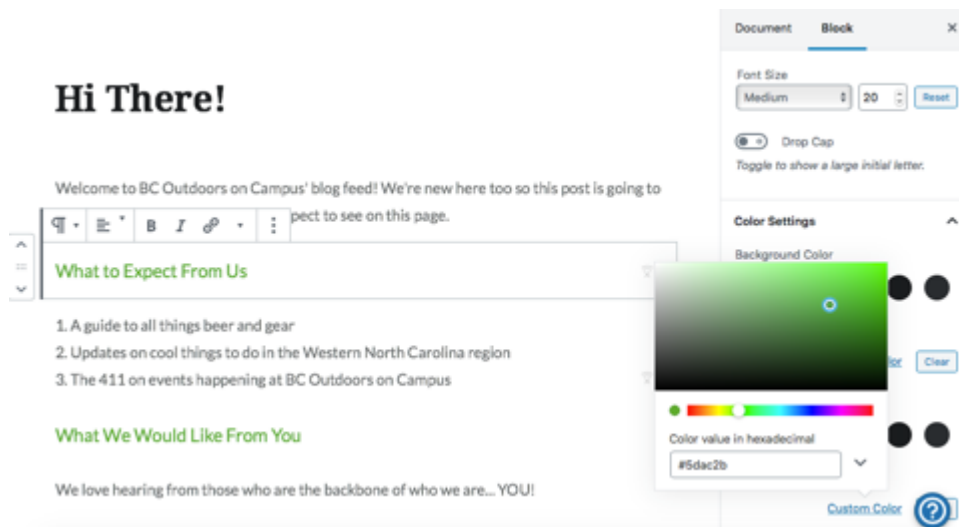 Document Block ×
Hi There!
Font Size
Medium 20 Reset
Drop Cap
Toggle to show a large initial letter.
Welcome to BC Outdoors on Campus' blog feed! We're new here too so this post is going to
pect to see on this page.
B I
Color Settings
Background Color
What to Expect From Us
1. A guide to all things beer and gear
2. Updates on cool things to do in the Western North Carolina region
3. The 411 on events happening at BC Outdoors on Campus
Clear
What We Would Like From You
Color value in hexadecimal
#5dac2b
We love hearing from those who are the backbone of who we are... YOU!
Custom Color ?